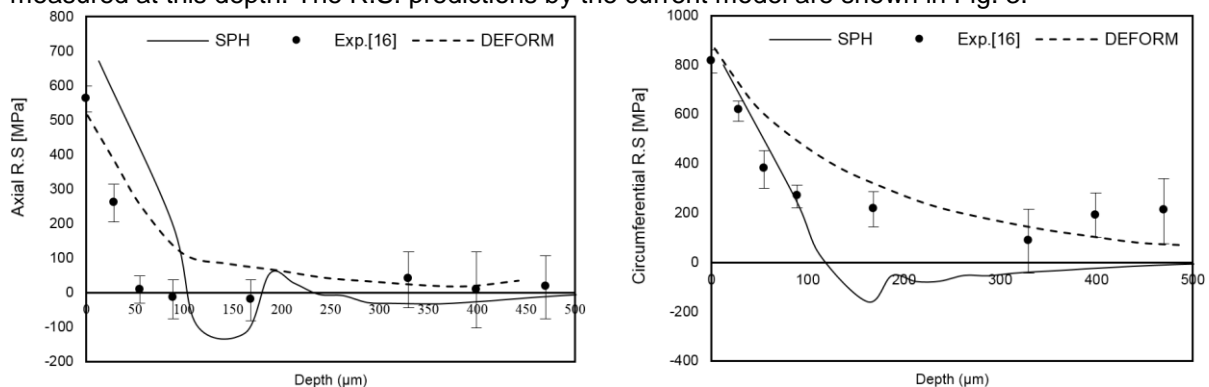 measured at this depth. The R.S. predictions by the current model are shown in Fig. 8.
SPH Exp.[16] DEFORM
800
700
600
500
400
300
200
100
0
-100
-200
Axial R.S [MPa]
0 50 100 150 200 250 300 350 400 450 500
Depth (µm)
SPH Exp.[16] DEFORM
1000
800
600
400
200
0
-200
-400
Circumferential R.S [MPa]
0 100 200 300 400 500
Depth (µm)